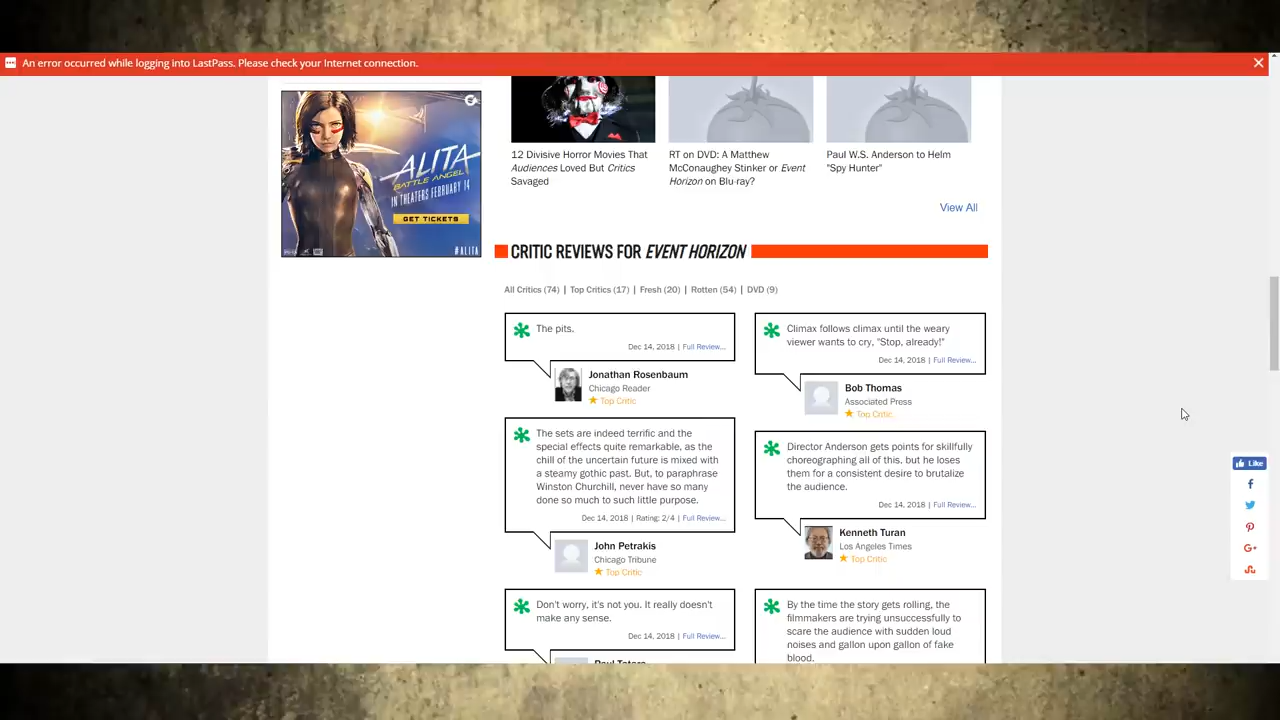 An error occurred while logging into LastPass. Please check your Internet connection.
ALITA
BATTLE ANGEL
IN THEATERS FEBRUARY 14
GET TICKETS
#ALITA
12 Divisive Horror Movies That
Audiences Loved But Critics
Savaged
RT on DVD: A Matthew
McConaughey Stinker or Event
Horizon on Blu-ray?
Paul W.S. Anderson to Helm
"Spy Hunter"
View All
CRITIC REVIEWS FOR EVENT HORIZON
All Critics (74) | Top Critics (17) | Fresh (20) | Rotten (54) | DVD (9)
The pits.
Dec 14, 2018 | Full Review...
Jonathan Rosenbaum
Chicago Reader
Top Critic
Climax follows climax until the weary
viewer wants to cry, "Stop, already!"
Dec 14, 2018 | Full Review...
Bob Thomas
Associated Press
Top Critic
The sets are indeed terrific and the
special effects quite remarkable, as the
chill of the uncertain future is mixed with
a steamy gothic past. But, to paraphrase
Winston Churchill, never have so many
done so much to such little purpose.
Dec 14, 2018 | Rating: 2/4 | Full Review...
John Petrakis
Chicago Tribune
Top Critic
Director Anderson gets points for skillfully
choreographing all of this, but he loses
them for a consistent desire to brutalize
the audience.
Dec 14, 2018 | Full Review...
Kenneth Turan
Los Angeles Times
Top Critic
Don't worry, it's not you. It really doesn't
make any sense.
Dec 14, 2018 | Full Review...
By the time the story gets rolling, the
filmmakers are trying unsuccessfully to
scare the audience with sudden loud
noises and gallon upon gallon of fake
blood.
Like